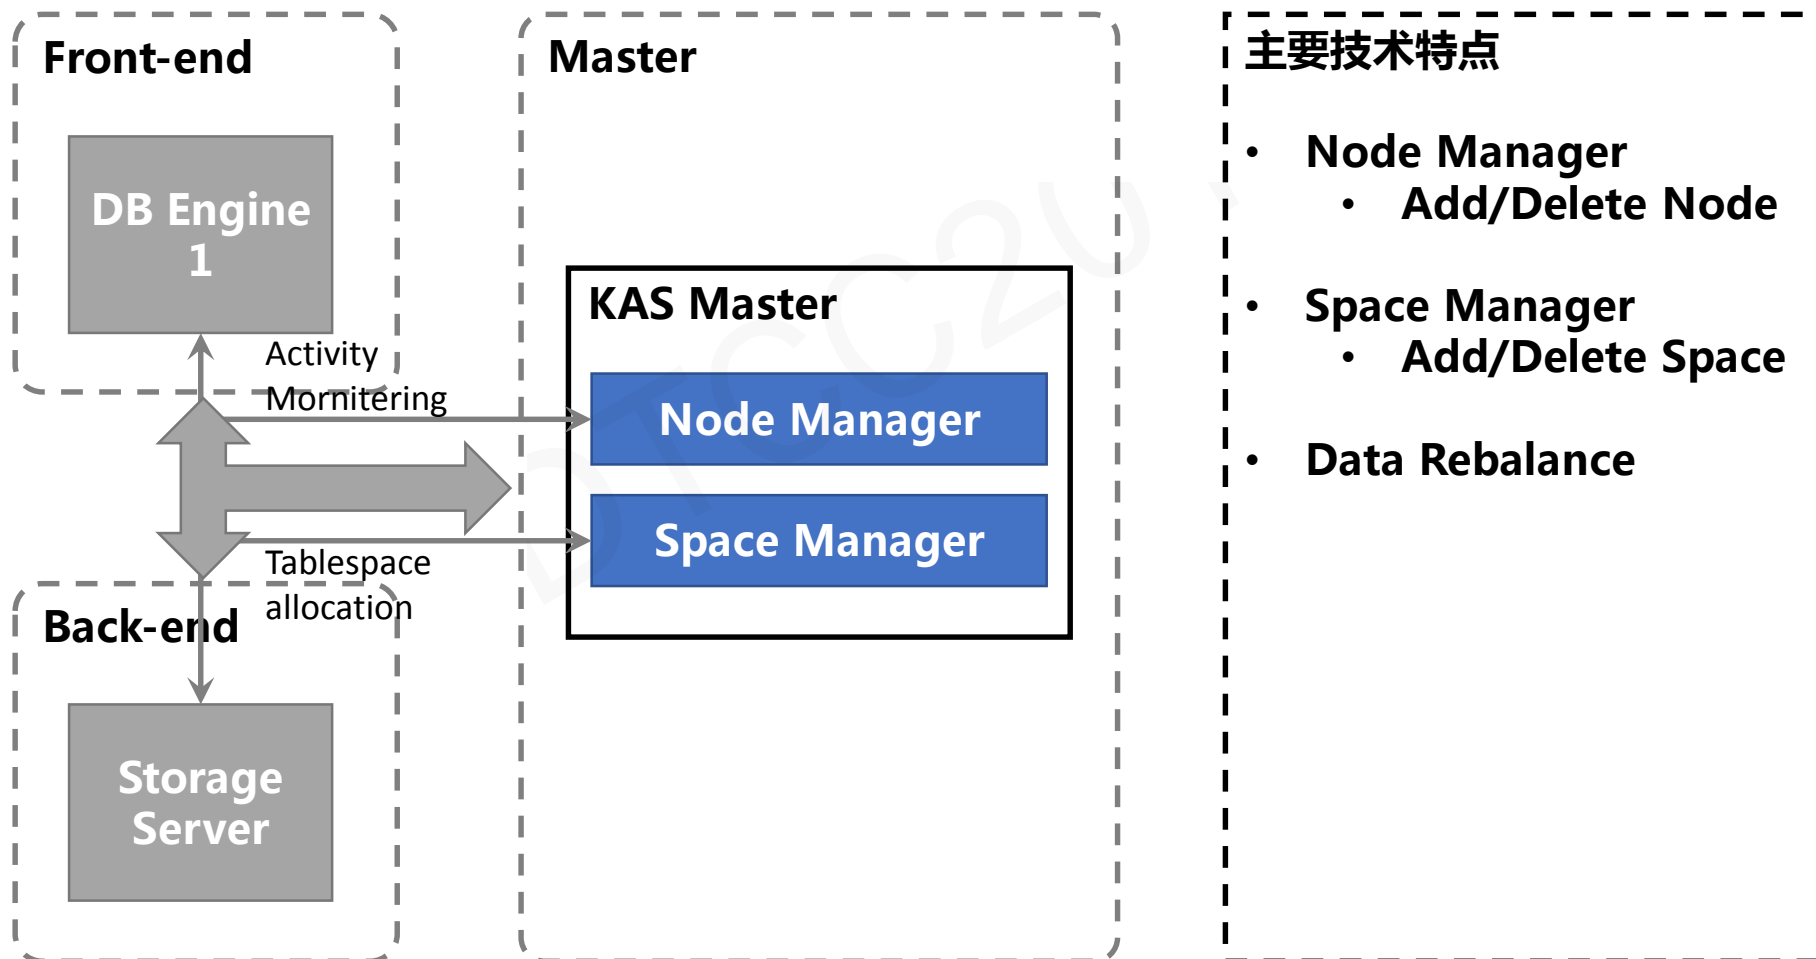 Front-end
DB Engine
1
Activity
Mornitering
Tablespace
allocation
Back-end
Storage
Server
Master
KAS Master
Node Manager
Space Manager
主要技术特点
• Node Manager
• Add/Delete Node
• Space Manager
• Add/Delete Space
• Data Rebalance